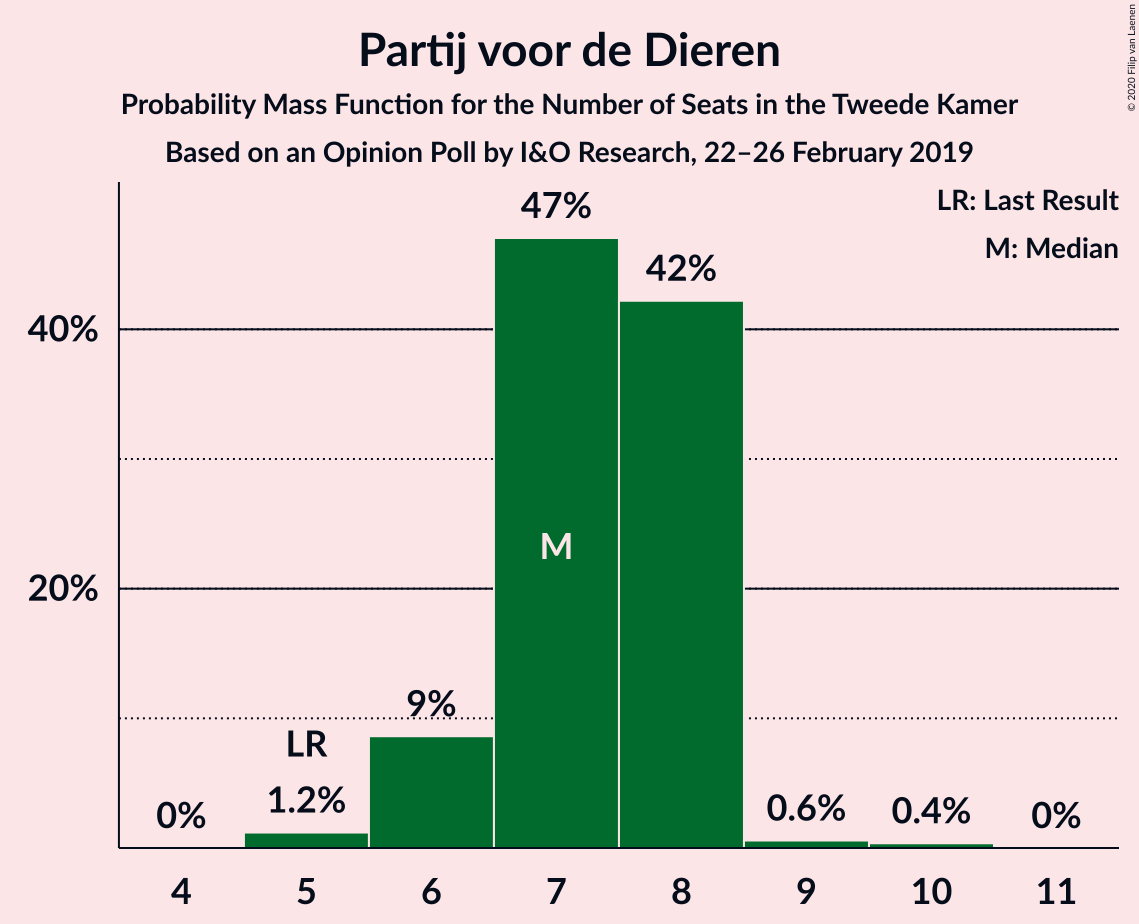 Partij voor de Dieren
Probability Mass Function for the Number of Seats in the Tweede Kamer
Based on an Opinion Poll by I&O Research, 22–26 February 2019
© 2020 Filip van Laenen
LR: Last Result
M: Median
47%
42%
40%
M
20%
9%
LR
0%
1.2%
0.6%
0.4%
0%
4 5 6 7 8 9 10 11